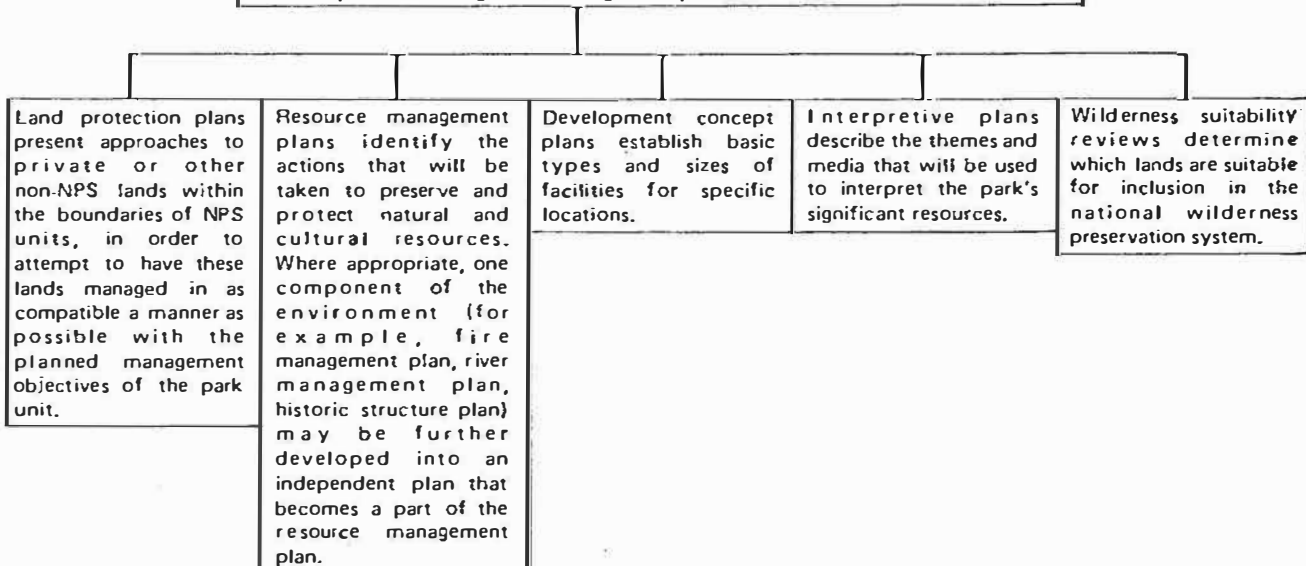 Land protection plans
present approaches to
private or other
non-NPS lands within
the boundaries of NPS
units, in order to
attempt to have these
lands managed in as
compatible a manner as
possible with the
planned management
objectives of the park
unit.
Resource management
plans identify the
actions that will be
taken to preserve and
protect natural and
cultural resources.
Where appropriate, one
component of the
environment (for
example, fire
management plan, river
management plan,
historic structure plan)
may be further
developed into an
independent plan that
becomes a part of the
resource management
plan.
Development concept
plans establish basic
types and sizes of
facilities for specific
locations.
Interpretive plans
describe the themes and
media that will be used
to interpret the park's
significant resources.
Wilderness suitability
reviews determine
which lands are suitable
for inclusion in the
national wilderness
preservation system.